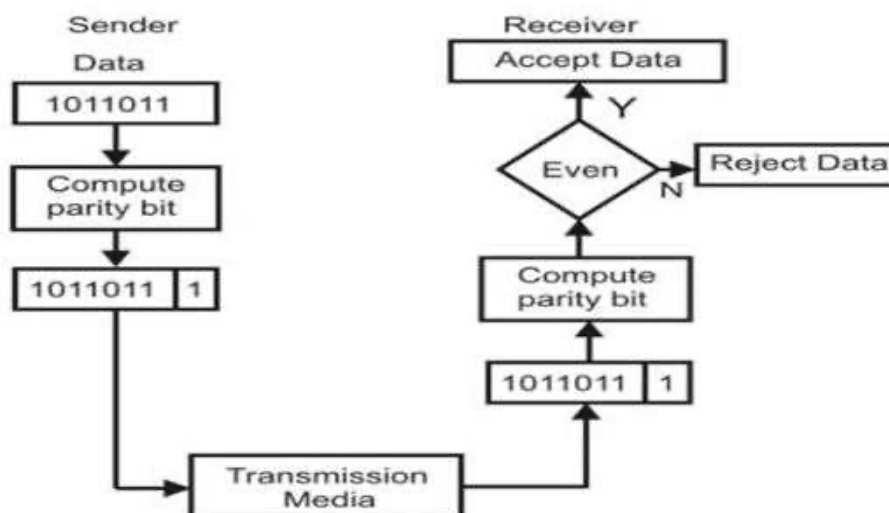 Sender
Data
1011011
Compute
parity bit
1011011 1
Transmission
Media
Receiver
Accept Data
Y
Even
N
Reject Data
Compute
parity bit
1011011 1